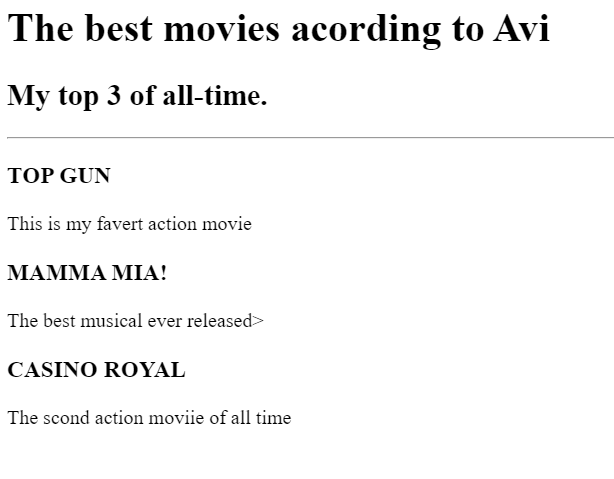 The best movies acording to Avi
My top 3 of all-time.
TOP GUN
This is my favert action movie
MAMMA MIA!
The best musical ever released>
CASINO ROYAL
The scond action moviie of all time